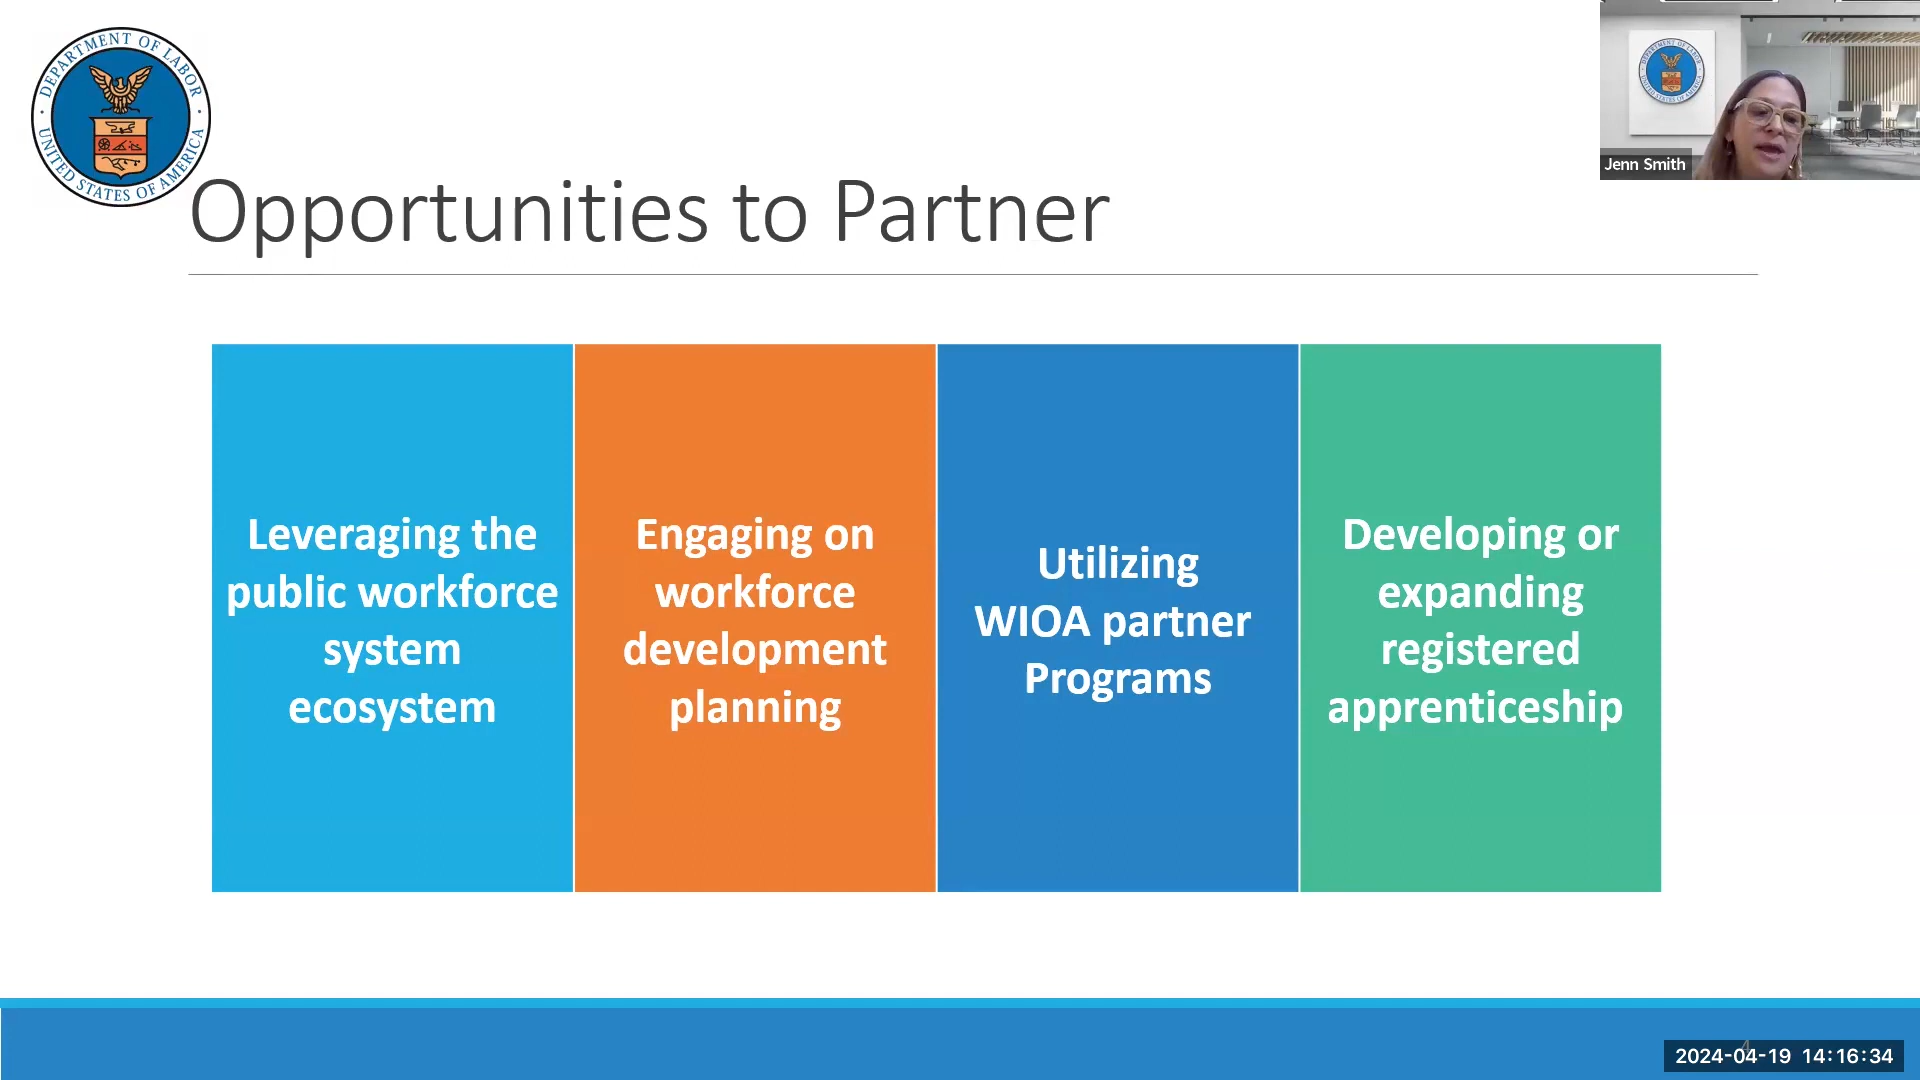 DEPARTMENT OF LABOR
UNITED STATES OF AMERICA
Jenn Smith
Opportunities to Partner
Leveraging the
public workforce
system
ecosystem
Engaging on
workforce
development
planning
Utilizing
WIOA partner
Programs
Developing or
expanding
registered
apprenticeship
4
2024-04-19 14:16:34